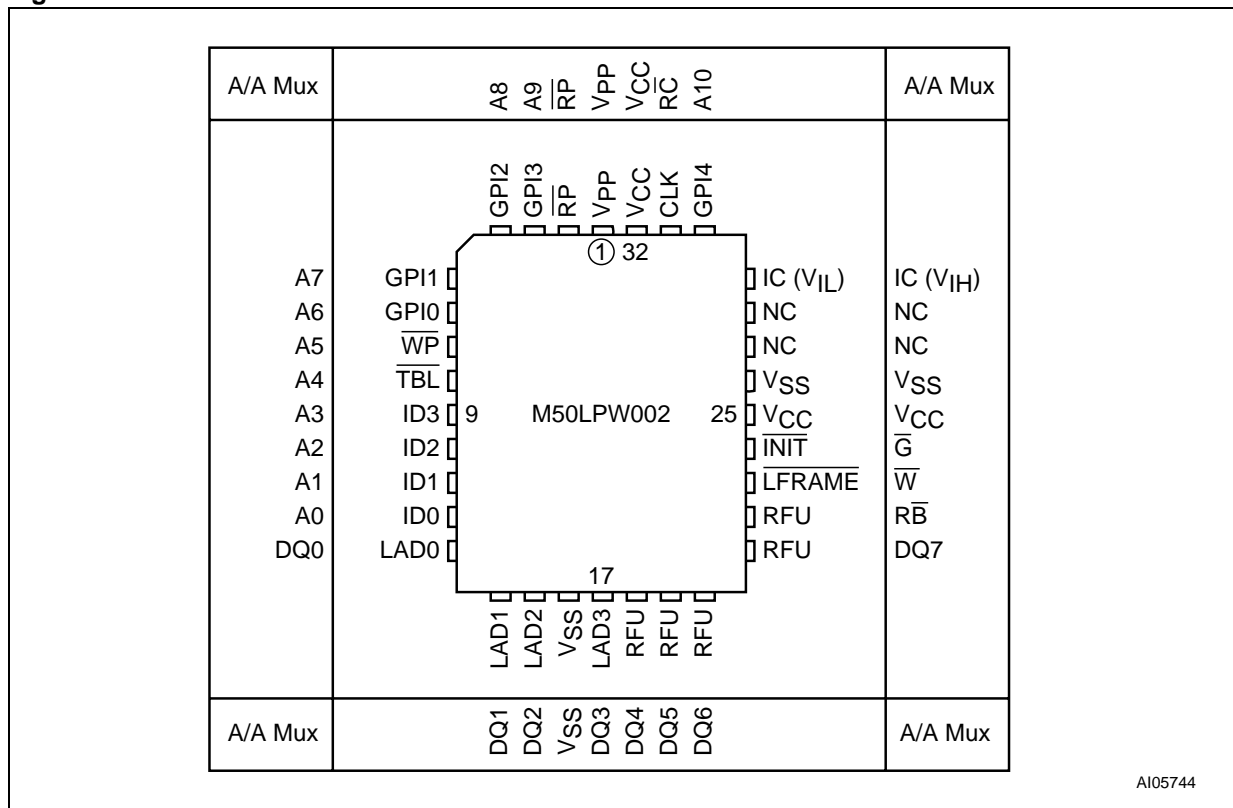 A/A Mux A8 A9 RP VPP VCC RC A10 A/A Mux
GPI2 GPI3 RP VPP VCC CLK GPI4
1 32
A7 GPI1 IC (VIL) IC (VIH)
A6 GPI0 NC NC
A5 WP NC NC
A4 TBL VSS VSS
A3 ID3 9 M50LPW002 25 VCC VCC
A2 ID2 INIT G
A1 ID1 LFRAME W
A0 ID0 RFU RB
DQ0 LAD0 RFU DQ7
17
LAD1 LAD2 VSS LAD3 RFU RFU RFU
A/A Mux DQ1 DQ2 VSS DQ3 DQ4 DQ5 DQ6 A/A Mux
AI05744